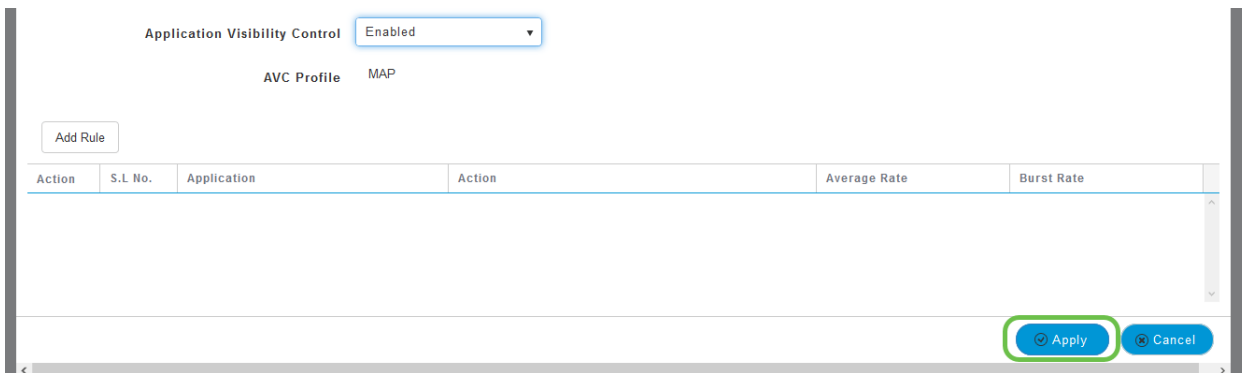 Application Visibility Control Enabled
AVC Profile MAP
Add Rule
Action S.L No. Application Action Average Rate Burst Rate
Apply Cancel